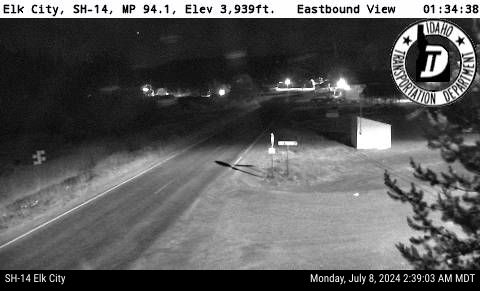 Elk City, SH-14, MP 94.1, Elev 3,939ft. Eastbound View 01:34:38
IDAHO
TRANSPORTATION DEPARTMENT
SH-14 Elk City Monday, July 8, 2024 2:39:03 AM MDT